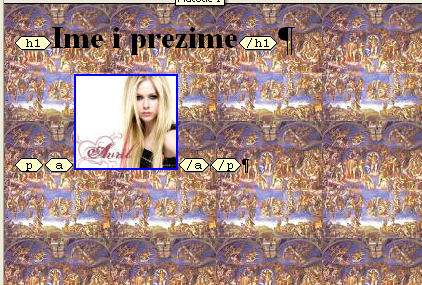 h1 Ime i prezime /h1 ¶
Avril
p a /a /p ¶